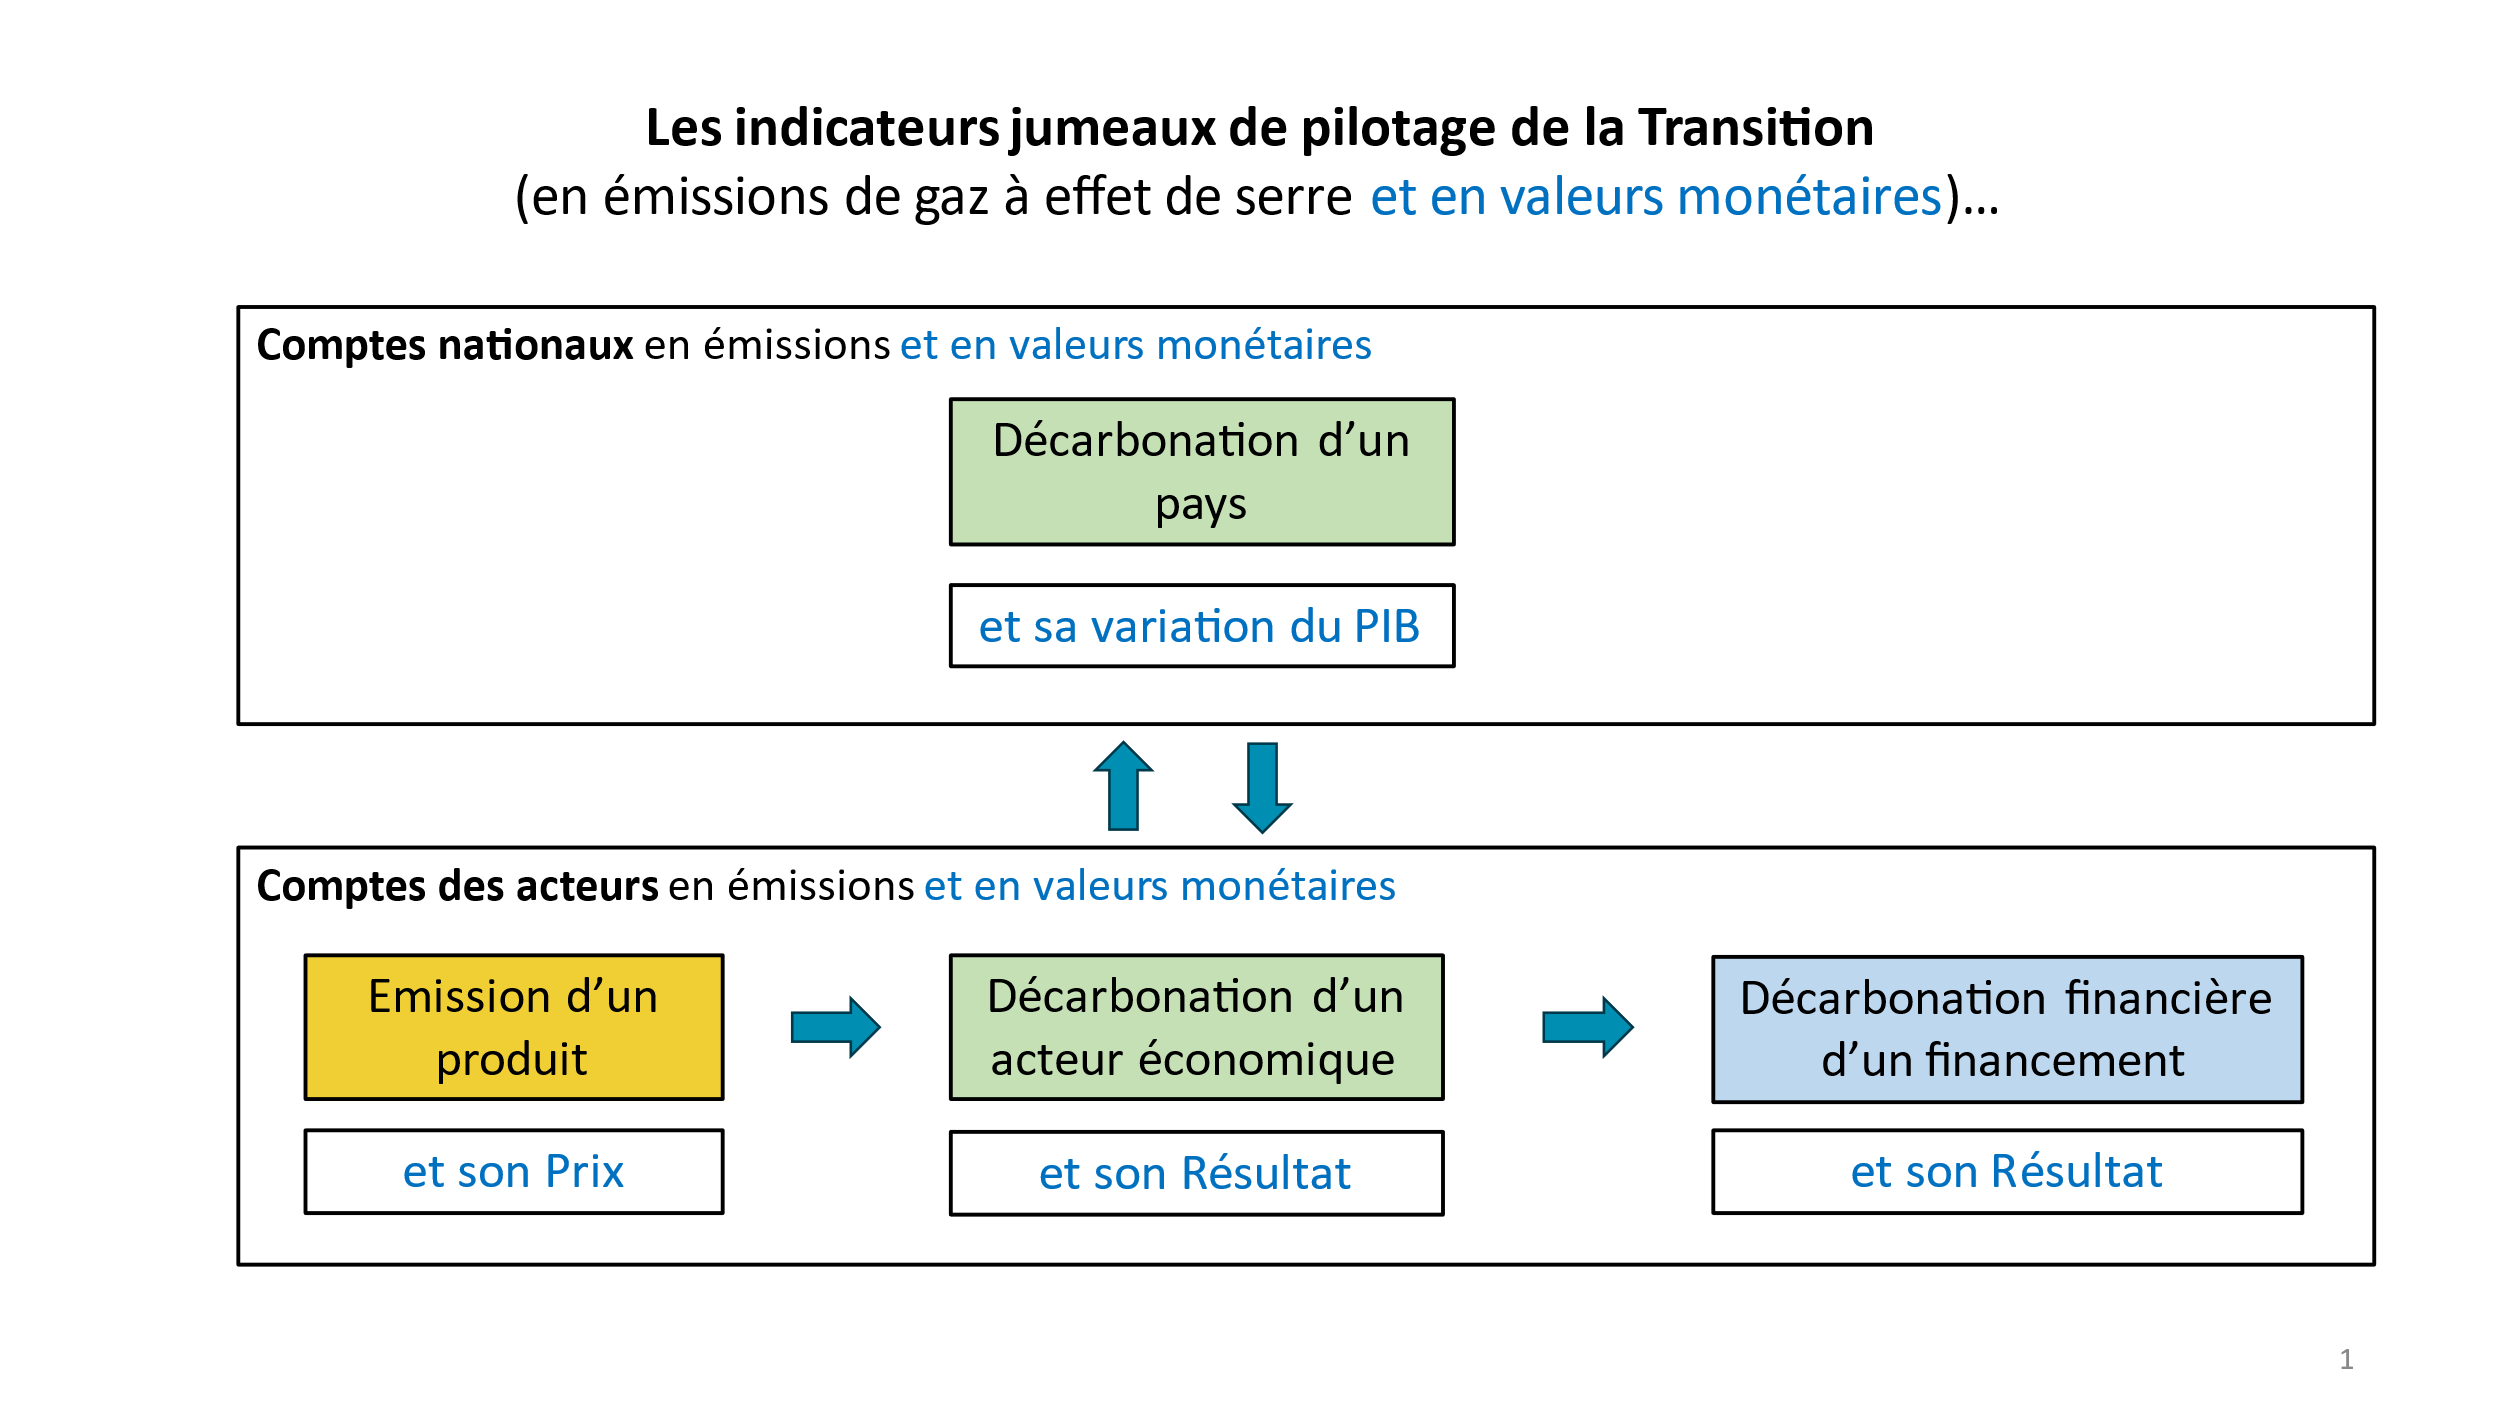 Les indicateurs jumeaux de pilotage de la Transition
(en émissions de gaz à effet de serre et en valeurs monétaires)...
Comptes nationaux en émissions et en valeurs monétaires
Décarbonation d’un
pays
et sa variation du PIB
Comptes des acteurs en émissions et en valeurs monétaires
Emission d’un
produit
et son Prix
Décarbonation d’un
acteur économique
et son Résultat
Décarbonation financière
d’un financement
et son Résultat
1